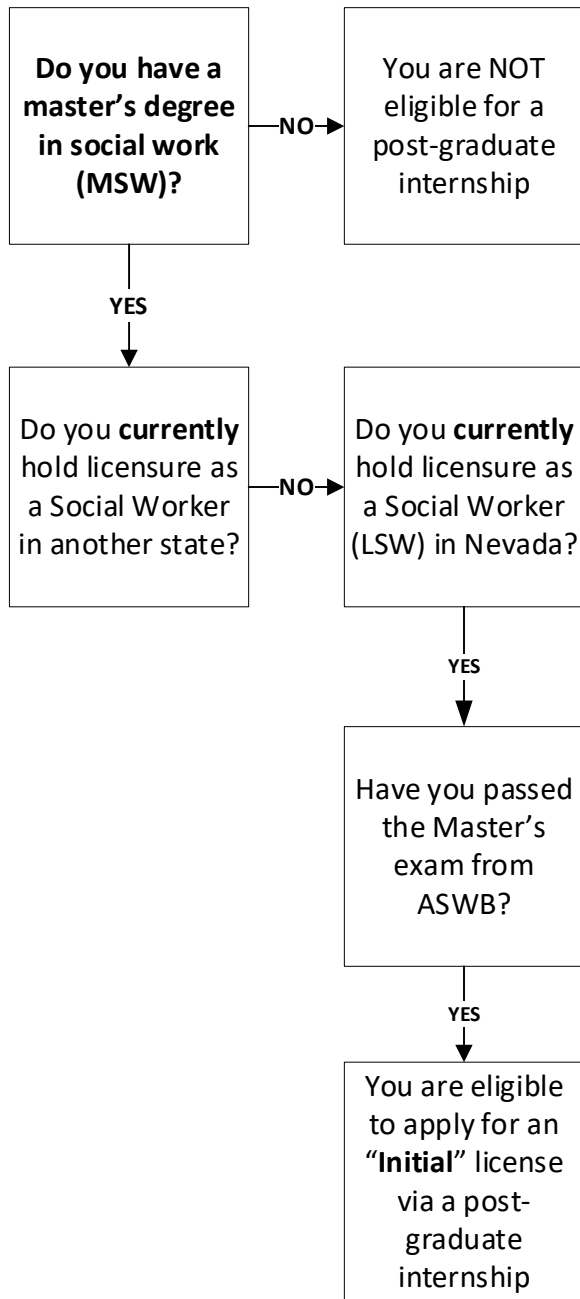 Do you have a
master’s degree
in social work
(MSW)?
NO
You are NOT
eligible for a
post-graduate
internship
YES
Do you currently
hold licensure as
a Social Worker
in another state?
NO
Do you currently
hold licensure as
a Social Worker
(LSW) in Nevada?
YES
Have you passed
the Master’s
exam from
ASWB?
YES
You are eligible
to apply for an
“Initial” license
via a post-
graduate
internship